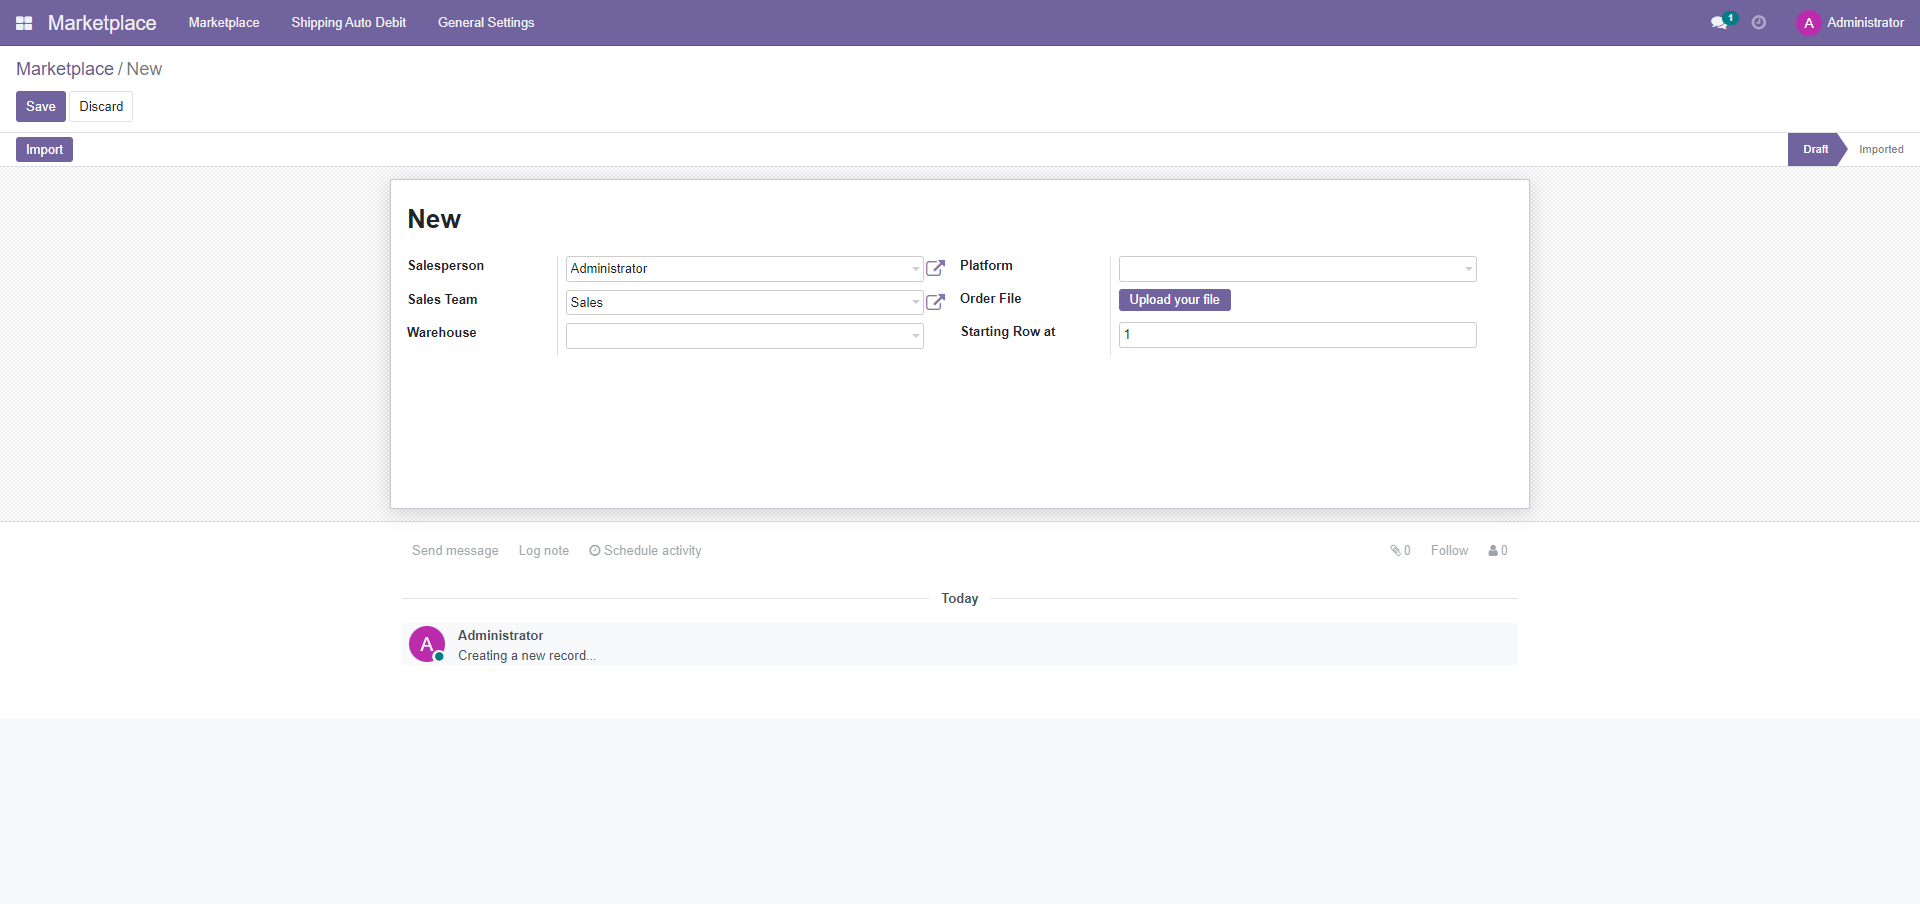 Marketplace Marketplace Shipping Auto Debit General Settings 1 A Administrator
Marketplace / New
Save Discard
Import Draft Imported
New
Salesperson Administrator Platform
Sales Team Sales Order File Upload your file
Warehouse Starting Row at 1
Send message Log note Schedule activity 0 Follow 0
Today
A Administrator
Creating a new record...